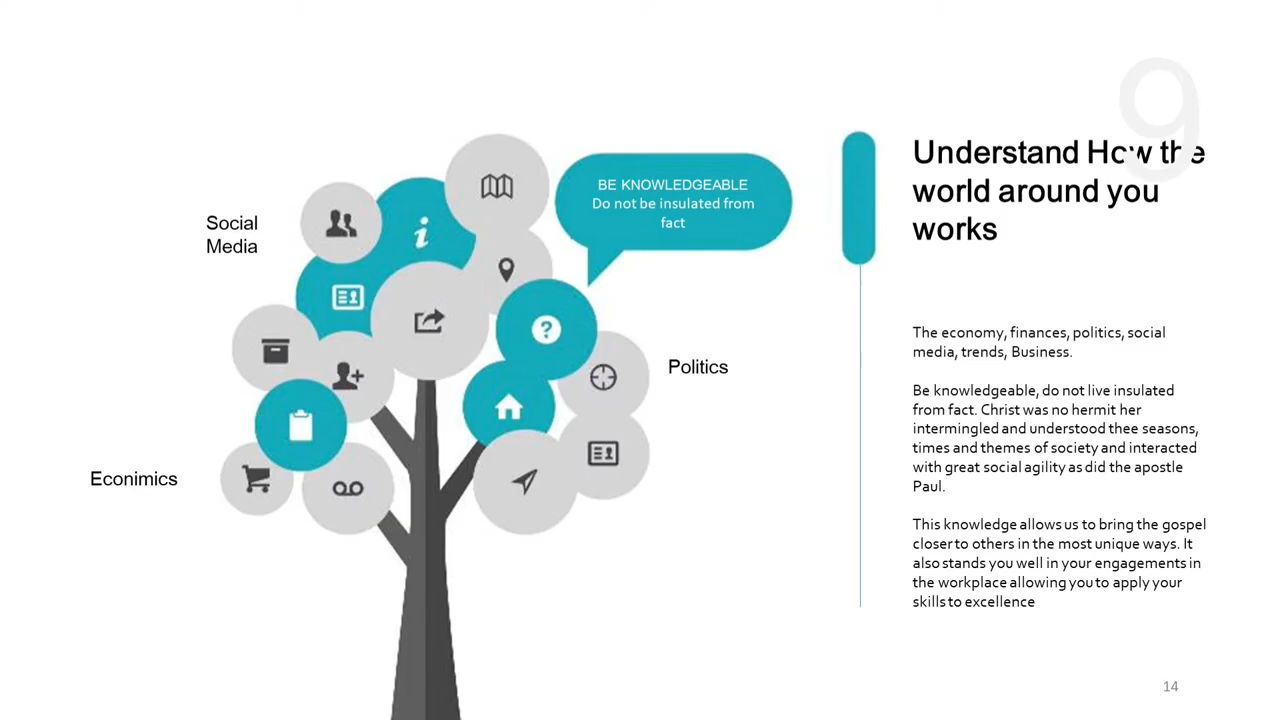 9
Understand How the
world around you
works
BE KNOWLEDGEABLE
Do not be insulated from
fact
Social
Media
Politics
Econimics
The economy, finances, politics, social
media, trends, Business.
Be knowledgeable, do not live insulated
from fact. Christ was no hermit her
intermingled and understood thee seasons,
times and themes of society and interacted
with great social agility as did the apostle
Paul.
This knowledge allows us to bring the gospel
closer to others in the most unique ways. It
also stands you well in your engagements in
the workplace allowing you to apply your
skills to excellence
14